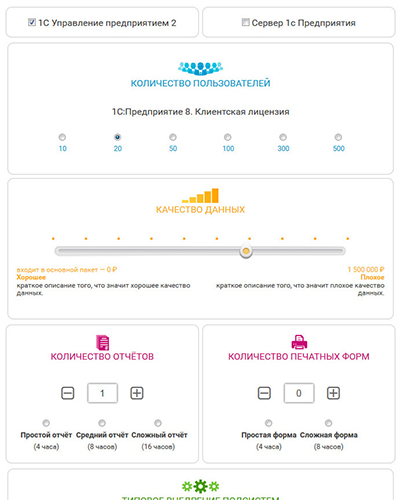 1С Управление предприятием 2
Сервер 1с Предприятия
КОЛИЧЕСТВО ПОЛЬЗОВАТЕЛЕЙ
1С:Предприятие 8. Клиентская лицензия
10 20 50 100 300 500
КАЧЕСТВО ДАННЫХ
входит в основной пакет — 0 ₽
Хорошее
краткое описание того, что значит хорошее качество
данных.
1 500 000 ₽
Плохое
краткое описание того, что значит плохое качество
данных.
КОЛИЧЕСТВО ОТЧЁТОВ
1
Простой отчёт Средний отчёт Сложный отчёт
(4 часа) (8 часов) (16 часов)
КОЛИЧЕСТВО ПЕЧАТНЫХ ФОРМ
0
Простая форма Сложная форма
(4 часа) (8 часов)
ТИПОВОЕ ВНЕДРЕНИЕ ПОДСИСТЕМ